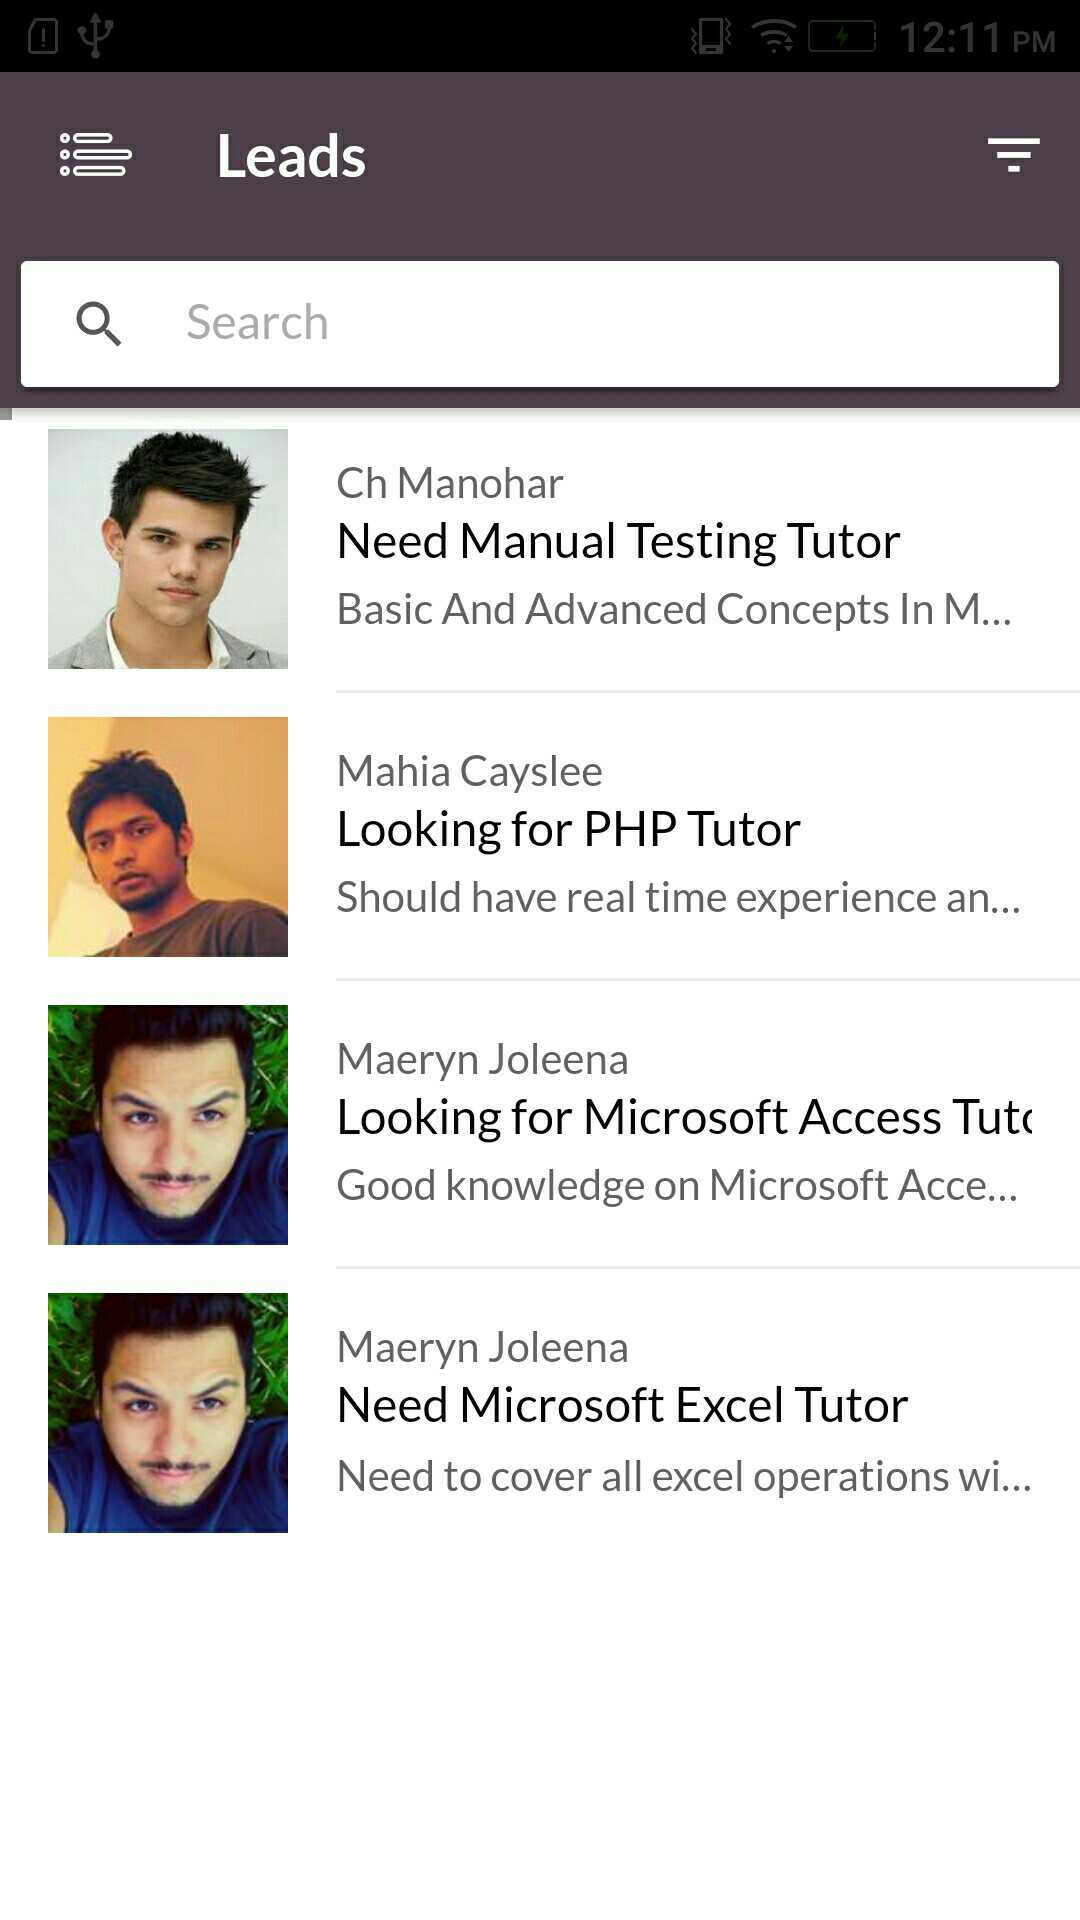 12:11 PM
Leads
Search
Ch Manohar
Need Manual Testing Tutor
Basic And Advanced Concepts In M...
Mahia Cayslee
Looking for PHP Tutor
Should have real time experience an...
Maeryn Joleena
Looking for Microsoft Access Tuto
Good knowledge on Microsoft Acce...
Maeryn Joleena
Need Microsoft Excel Tutor
Need to cover all excel operations wi...